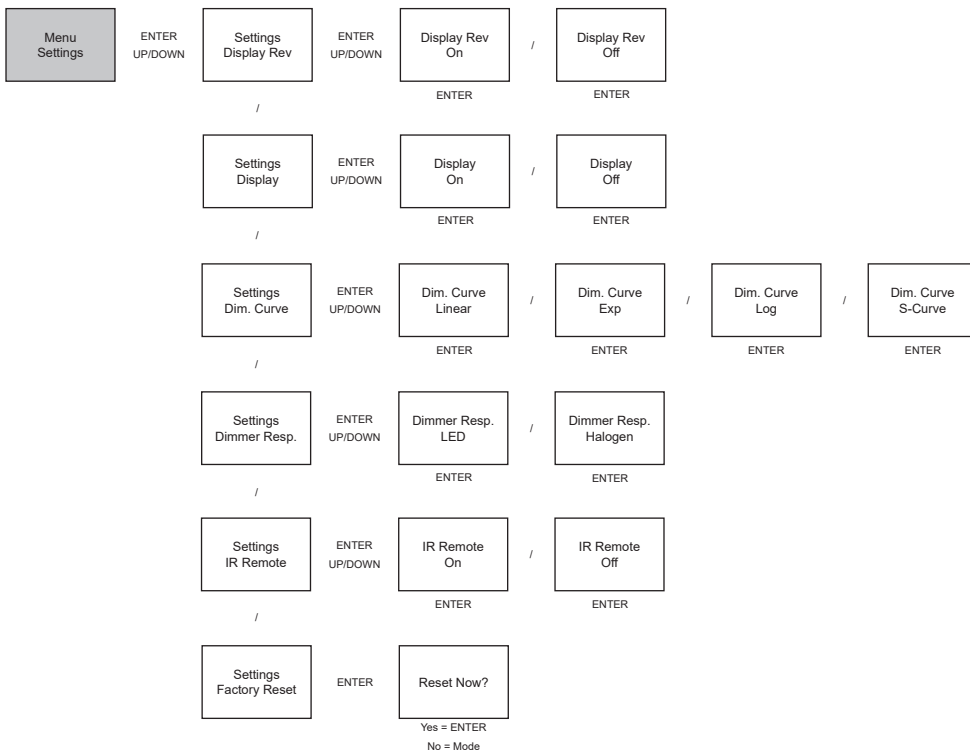 Menu
Settings
ENTER
UP/DOWN
Settings
Display Rev
ENTER
UP/DOWN
Display Rev
On
ENTER
/
Display Rev
Off
ENTER
/
Settings
Display
ENTER
UP/DOWN
Display
On
ENTER
/
Display
Off
ENTER
/
Settings
Dim. Curve
ENTER
UP/DOWN
Dim. Curve
Linear
ENTER
/
Dim. Curve
Exp
ENTER
/
Dim. Curve
Log
ENTER
/
Dim. Curve
S-Curve
ENTER
/
Settings
Dimmer Resp.
ENTER
UP/DOWN
Dimmer Resp.
LED
ENTER
/
Dimmer Resp.
Halogen
ENTER
/
Settings
IR Remote
ENTER
UP/DOWN
IR Remote
On
ENTER
/
IR Remote
Off
ENTER
/
Settings
Factory Reset
ENTER
Reset Now?
Yes = ENTER
No = Mode